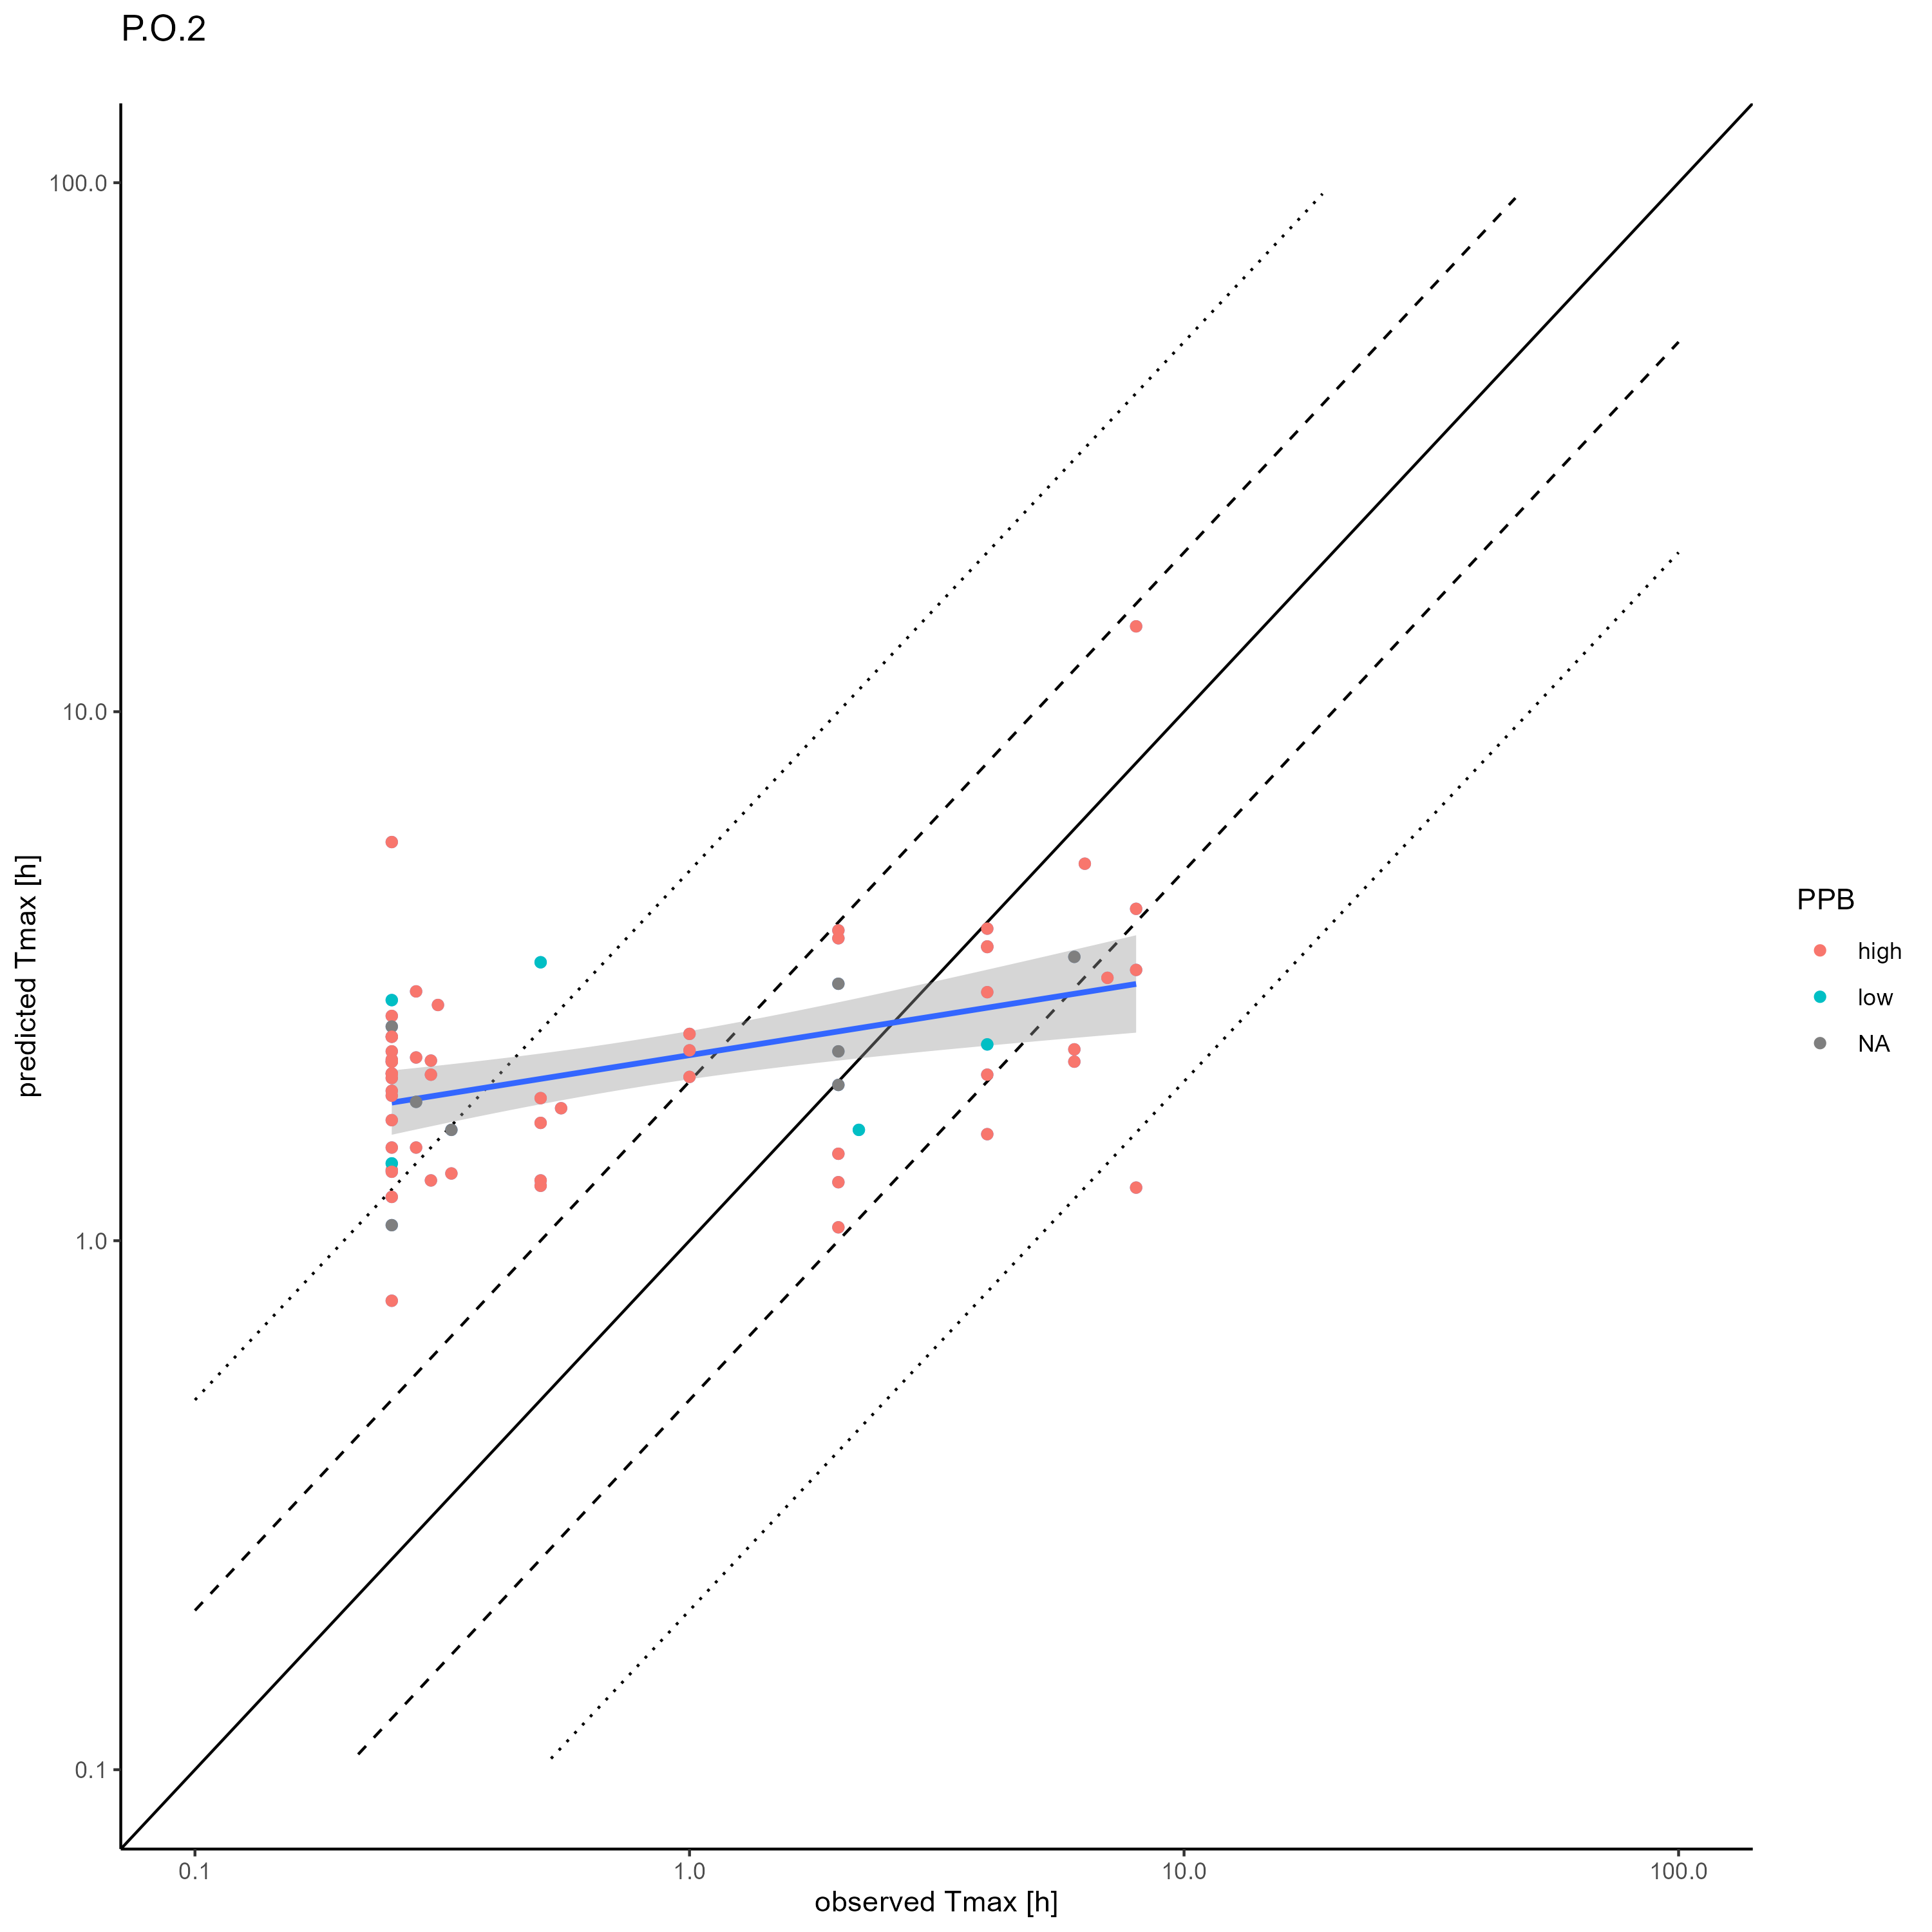 P.O.2
predicted Tmax [h]
100.0
10.0
1.0
0.1
0.1
1.0
10.0
100.0
observed Tmax [h]
PPB
high
low
NA